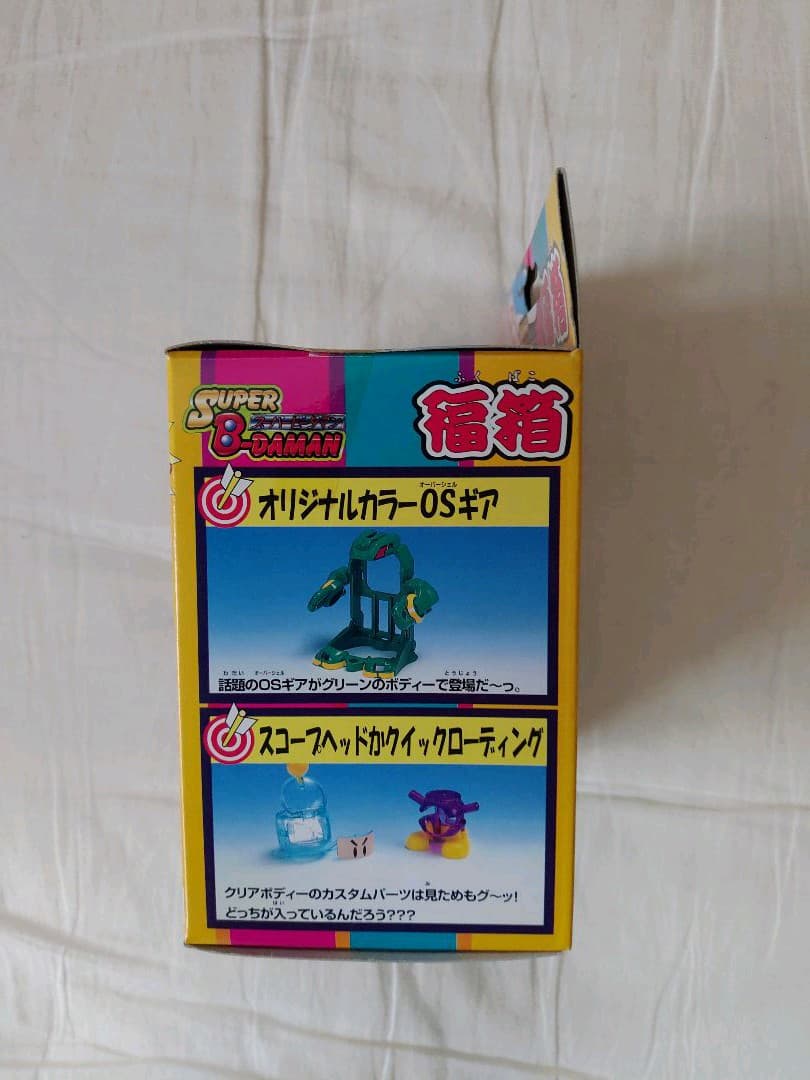 SUPER
B-DAMAN
スーパービーダマン
ふくばこ
福箱
オーバーシェル
オリジナルカラーOSギア
わだい オーバーシェル とうじょう
話題のOSギアがグリーンのボディーで登場だ〜っ。
スコープヘッドかクイックローディング
み
クリアボディーのカスタムパーツは見ためもグ〜ッ!
はい
どっちが入っているんだろう???